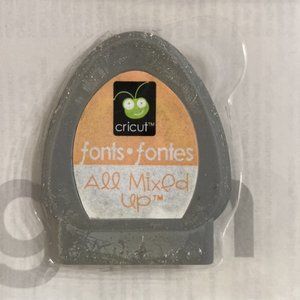 cricut™
fonts • fontes
All Mixed
Up™